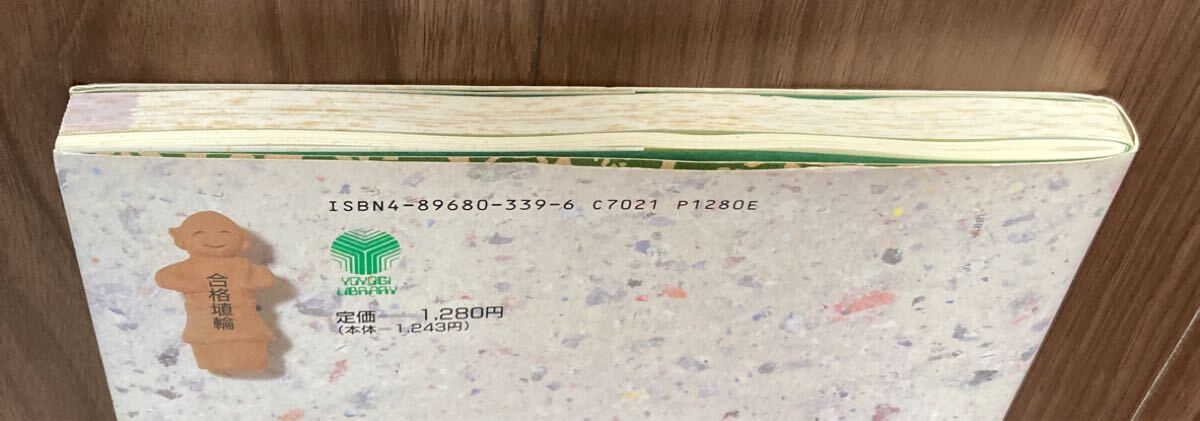 ISBN4-89680-339-6 C7021 P1280E
YOYOGI
LIBRARY
合格埴輪
定価 — 1,280円
(本体—1,243円)